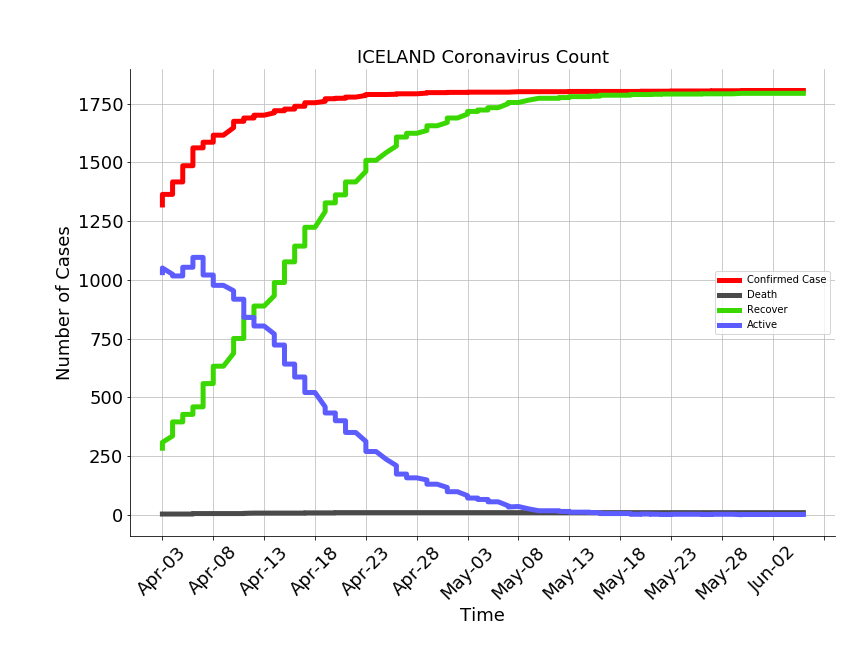 ICELAND Coronavirus Count
Number of Cases
1750
1500
1250
1000
750
500
250
0
Confirmed Case
Death
Recover
Active
Apr-03
Apr-08
Apr-13
Apr-18
Apr-23
Apr-28
May-03
May-08
May-13
May-18
May-23
May-28
Jun-02
Time